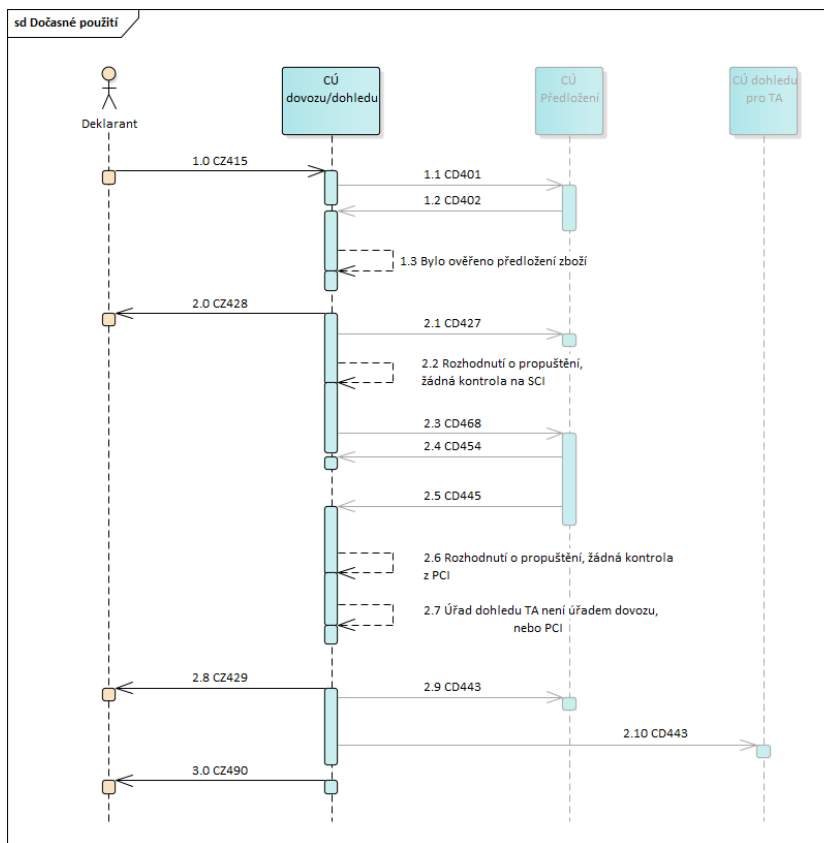 sd Dočasné použití
Deklarant
CÚ
dovozu/dohledu
CÚ
Předložení
CÚ dohledu
pro TA
1.0 CZ415
1.1 CD401
1.2 CD402
1.3 Bylo ověřeno předložení zboží
2.0 CZ428
2.1 CD427
2.2 Rozhodnutí o propuštění,
žádná kontrola na SCI
2.3 CD468
2.4 CD454
2.5 CD445
2.6 Rozhodnutí o propuštění, žádná kontrola
z PCI
2.7 Úřad dohledu TA není úřadem dovozu,
nebo PCI
2.8 CZ429
2.9 CD443
2.10 CD443
3.0 CZ490